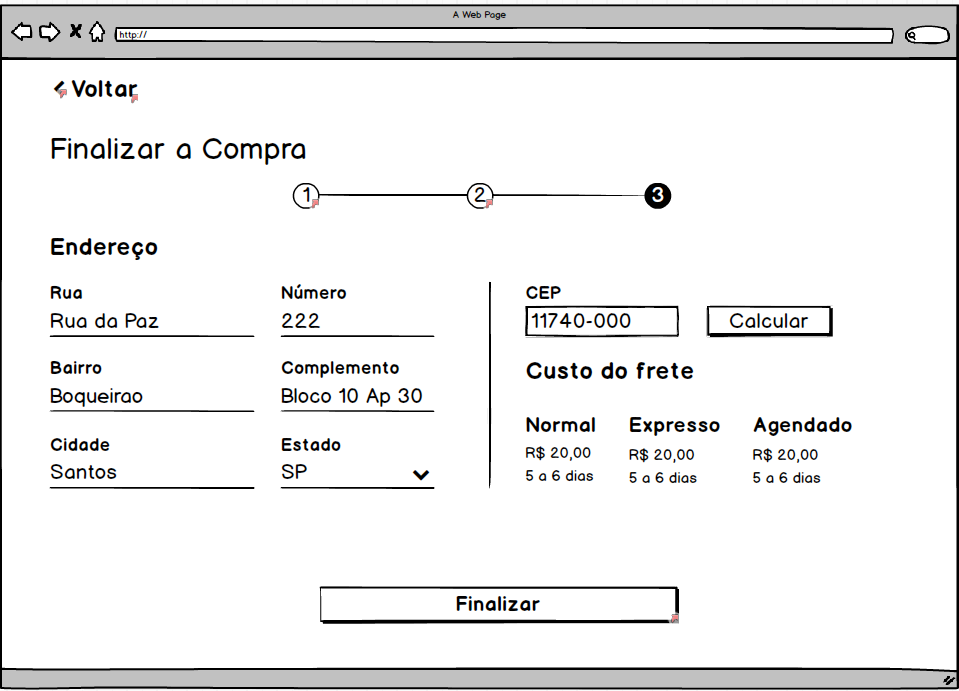 A Web Page
http://
Voltar
Finalizar a Compra
1 2 3
Endereço
Rua Número
Rua da Paz 222
Bairro Complemento
Boqueirao Bloco 10 Ap 30
Cidade Estado
Santos SP
CEP
11740-000 Calcular
Custo do frete
Normal Expresso Agendado
R$ 20,00 R$ 20,00 R$ 20,00
5 a 6 dias 5 a 6 dias 5 a 6 dias
Finalizar